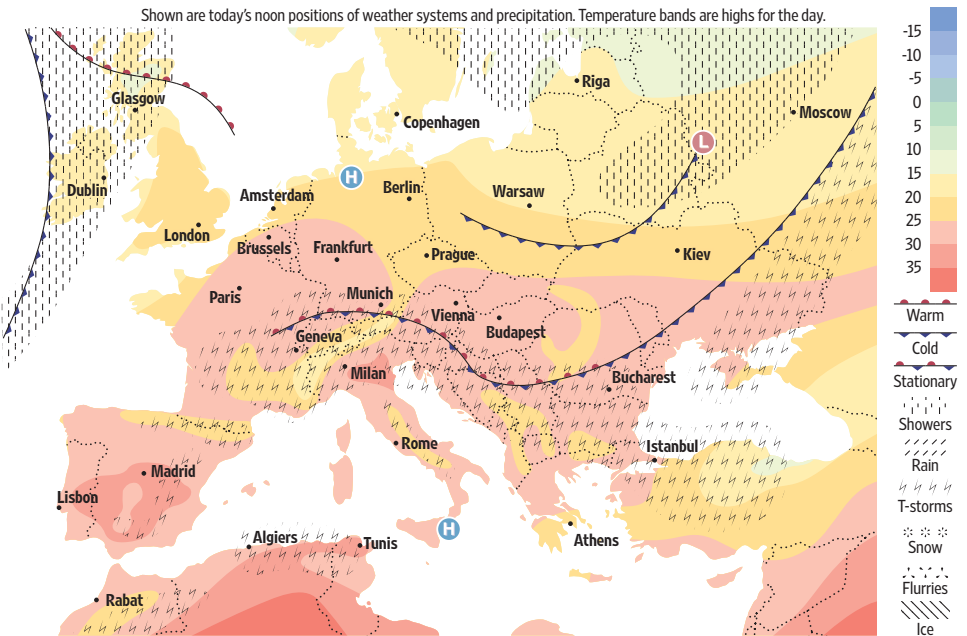 Shown are today's noon positions of weather systems and precipitation. Temperature bands are highs for the day.
-15
-10
-5
0
5
10
15
20
25
30
35
Warm
Cold
Stationary
Showers
Rain
T-storms
Snow
Flurries
Ice
Riga
Glasgow
Moscow
Copenhagen
L
H
Dublin
Amsterdam
Berlin
Warsaw
London
Brussels
Frankfurt
Prague
Kiev
Paris
Munich
Vienna
Budapest
Geneva
Milan
Bucharest
Rome
Istanbul
Madrid
Lisbon
H
Athens
Algiers
Tunis
Rabat